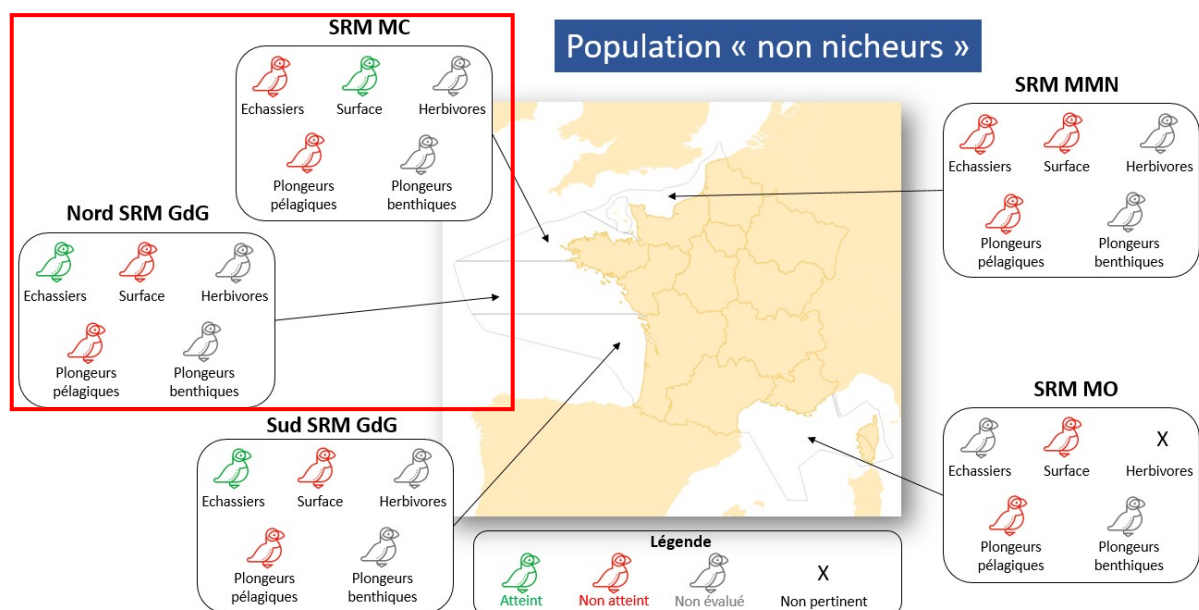 SRM MC
Echassiers Surface Herbivores
Plongeurs pélagiques
Plongeurs benthiques
Population « non nicheurs »
SRM MMN
Echassiers Surface Herbivores
Plongeurs pélagiques
Plongeurs benthiques
Nord SRM GdG
Echassiers Surface Herbivores
Plongeurs pélagiques
Plongeurs benthiques
Sud SRM GdG
Echassiers Surface Herbivores
Plongeurs pélagiques
Plongeurs benthiques
SRM MO
X
Echassiers Surface Herbivores
Plongeurs pélagiques
Plongeurs benthiques
Légende
X
Atteint Non atteint Non évalué Non pertinent